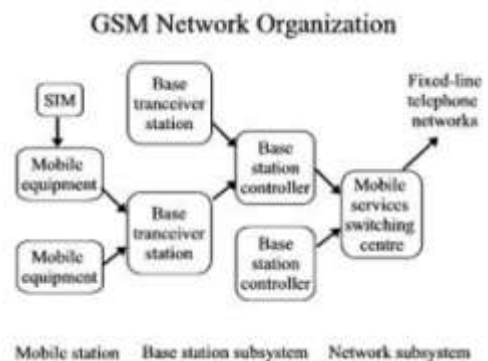 GSM Network Organization
SIM
Mobile
equipment
Mobile
equipment
Base
tranceiver
station
Base
tranceiver
station
Base
station
controller
Base
station
controller
Mobile
services
switching
centre
Fixed-line
telephone
networks
Mobile station
Base station subsystem
Network subsystem